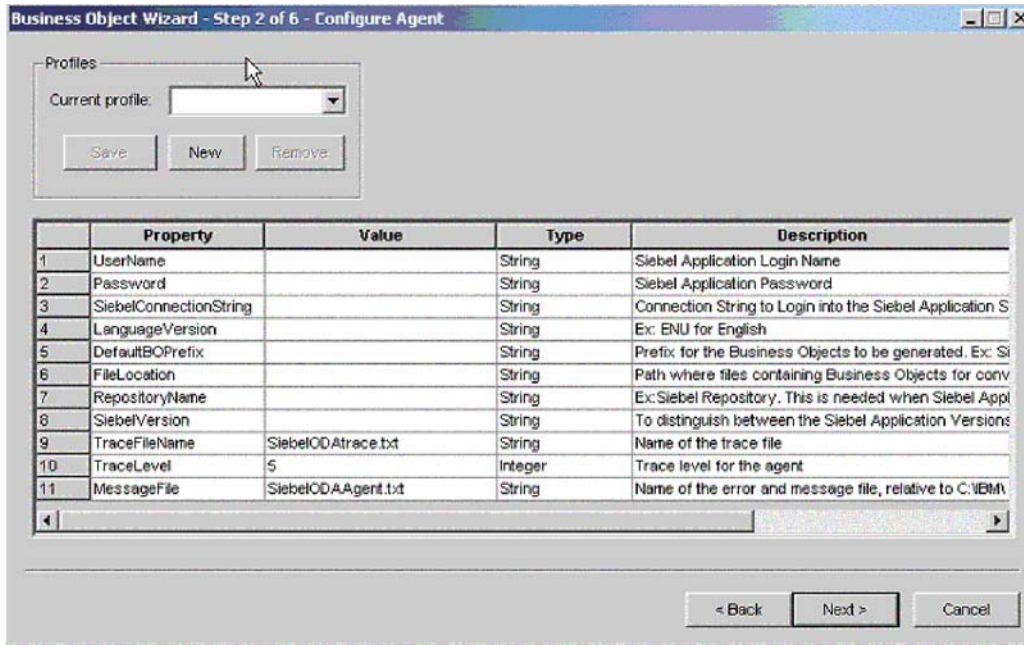 Business Object Wizard - Step 2 of 6 - Configure Agent
Profiles
Current profile:
Save New Remove
Property Value Type Description
1 UserName String Siebel Application Login Name
2 Password String Siebel Application Password
3 SiebelConnectionString String Connection String to Login into the Siebel Application S
4 LanguageVersion String Ex: ENU for English
5 DefaultBOPrefix String Prefix for the Business Objects to be generated. Ex: Si
6 FileLocation String Path where files containing Business Objects for conv
7 RepositoryName String Ex:Siebel Repository. This is needed when Siebel Appl
8 SiebelVersion String To distinguish between the Siebel Application Versions
9 TraceFileName SiebelODAtrace.txt String Name of the trace file
10 TraceLevel 5 Integer Trace level for the agent
11 MessageFile SiebelODAAgent.txt String Name of the error and message file, relative to C:\IBM\
< Back Next > Cancel